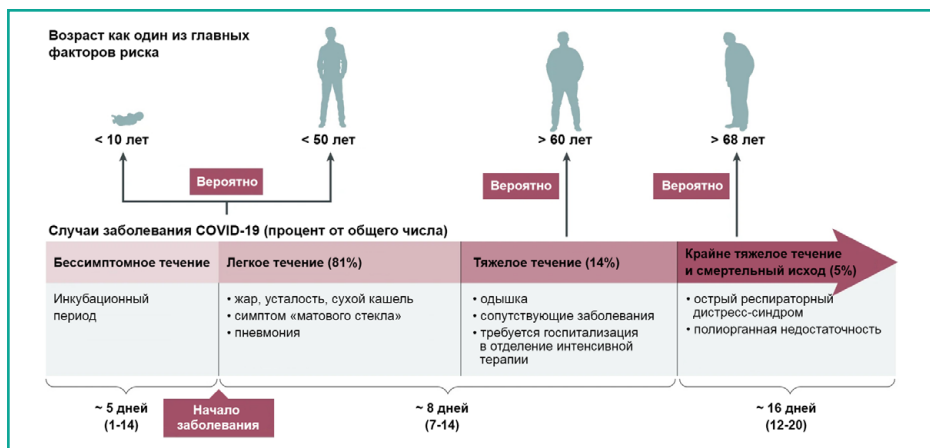 Возраст как один из главных
факторов риска
< 10 лет
< 50 лет
> 60 лет
> 68 лет
Вероятно
Вероятно
Вероятно
Случаи заболевания COVID-19 (процент от общего числа)
Бессимптомное течение
Легкое течение (81%)
Тяжелое течение (14%)
Крайне тяжелое течение
и смертельный исход (5%)
Инкубационный
период
• жар, усталость, сухой кашель
• симптом «матового стекла»
• пневмония
• одышка
• сопутствующие заболевания
• требуется госпитализация
в отделение интенсивной
терапии
• острый респираторный
дистресс-синдром
• полиорганная недостаточность
~ 5 дней
(1-14)
Начало
заболевания
~ 8 дней
(7-14)
~ 16 дней
(12-20)